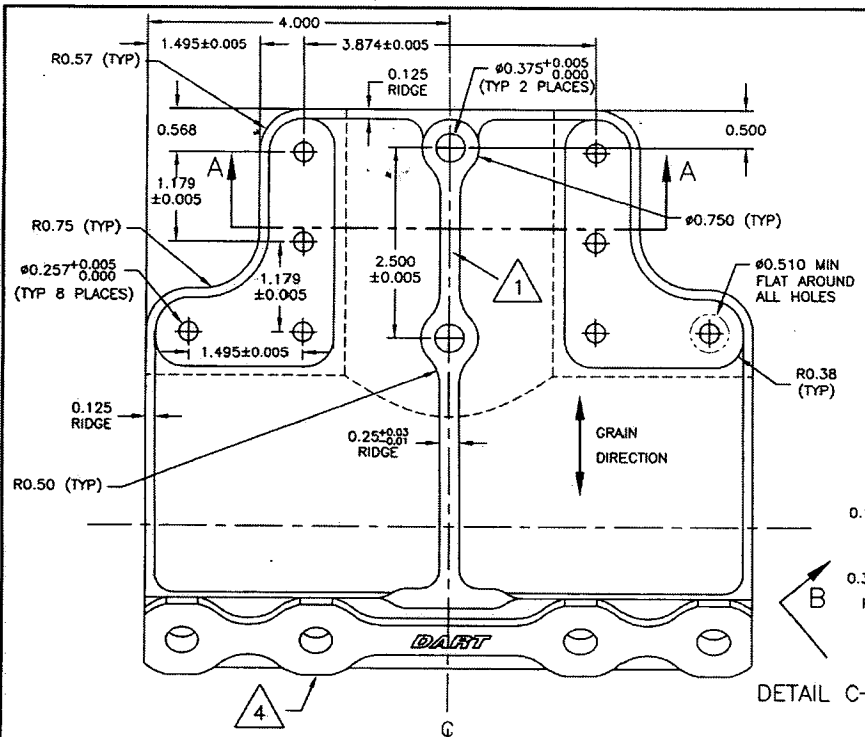 4.000
1.495±0.005
3.874±0.005
R0.57 (TYP)
0.125
RIDGE
ø0.375+0.005
0.000
(TYP 2 PLACES)
0.568
0.500
A
A
1.179
±0.005
R0.75 (TYP)
ø0.750 (TYP)
2.500
±0.005
ø0.257+0.005
0.000
(TYP 8 PLACES)
1.179
±0.005
1
ø0.510 MIN
FLAT AROUND
ALL HOLES
1.495±0.005
R0.38
(TYP)
0.125
RIDGE
0.25+0.03
-0.01
RIDGE
GRAIN
DIRECTION
R0.50 (TYP)
B
DART
DETAIL C-
4